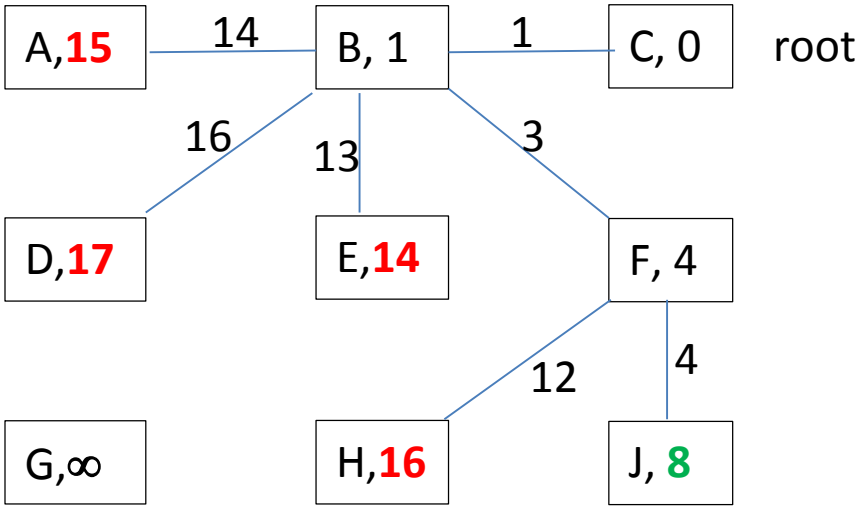 A,15 14 B, 1 1 C, 0 root
16 13 3
D,17 E,14 F, 4
12 4
G,∞ H,16 J, 8